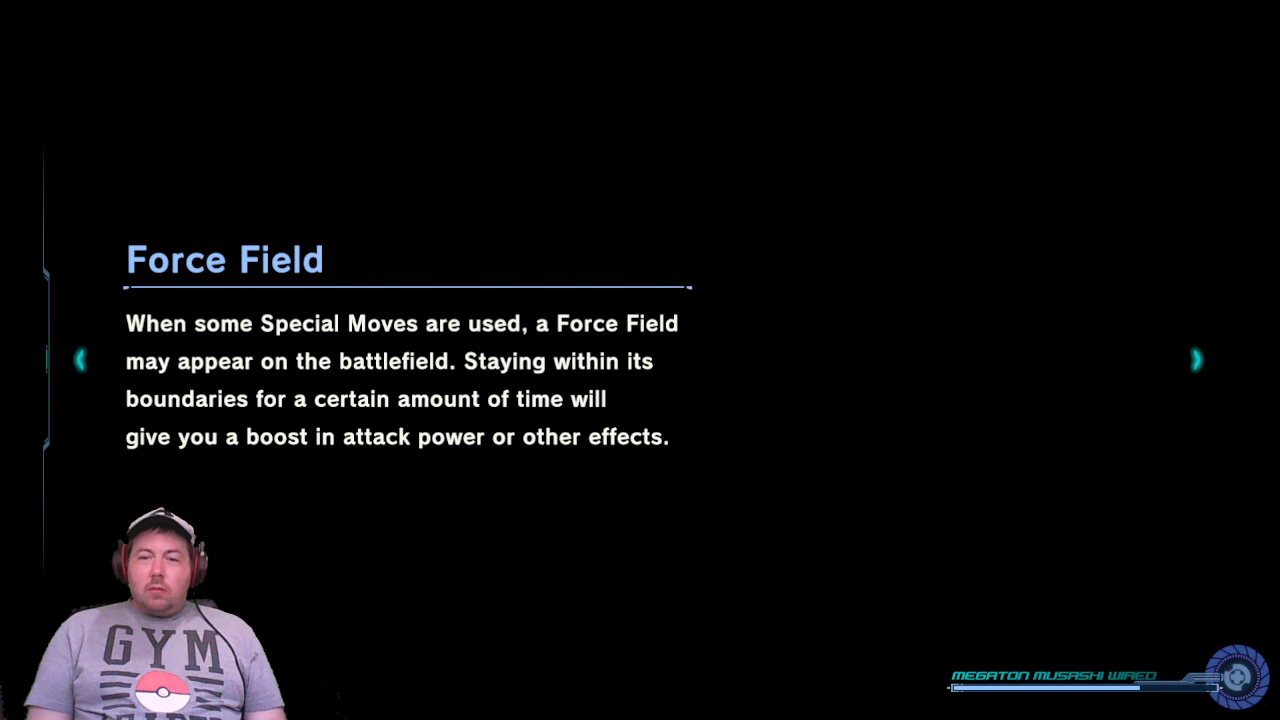 Force Field
When some Special Moves are used, a Force Field
may appear on the battlefield. Staying within its
boundaries for a certain amount of time will
give you a boost in attack power or other effects.
GYM
MEGATON MUSASHI WIRED